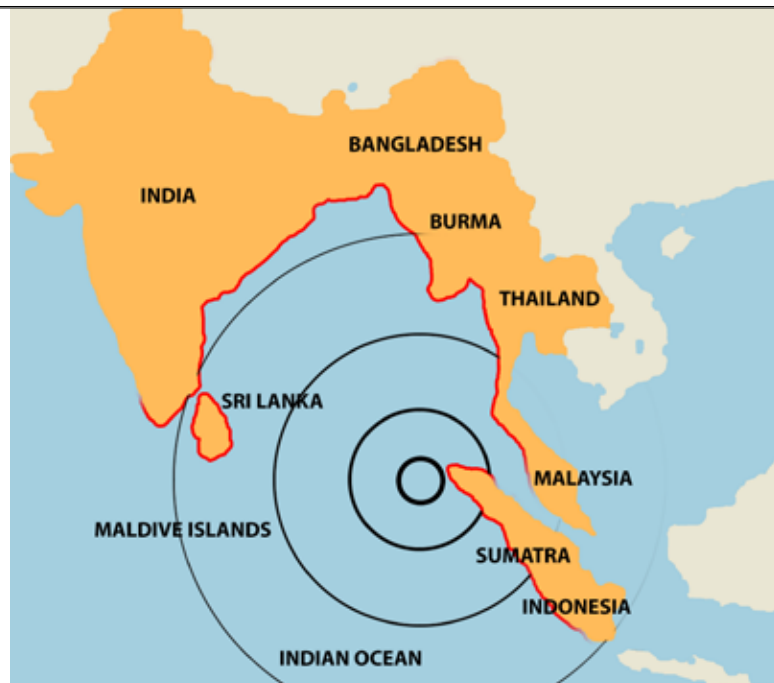 BANGLADESH
INDIA
BURMA
THAILAND
SRI LANKA
MALAYSIA
MALDIVE ISLANDS
SUMATRA
INDONESIA
INDIAN OCEAN